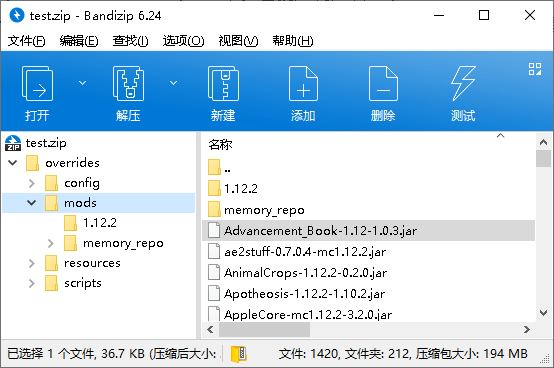 test.zip - Bandizip 6.24
文件(F) 编辑(E) 查找(I) 选项(O) 视图(V) 帮助(H)
打开 解压 新建 添加 删除 测试
test.zip
overrides
config
mods
1.12.2
memory_repo
resources
scripts
名称
..
1.12.2
memory_repo
Advancement_Book-1.12-1.0.3.jar
ae2stuff-0.7.0.4-mc1.12.2.jar
AnimalCrops-1.12.2-0.2.0.jar
Apotheosis-1.12.2-1.10.2.jar
AppleCore-mc1.12.2-3.2.0.jar
已选择 1 个文件, 36.7 KB (压缩后大小: 文件: 1420, 文件夹: 212, 压缩包大小: 194 MB